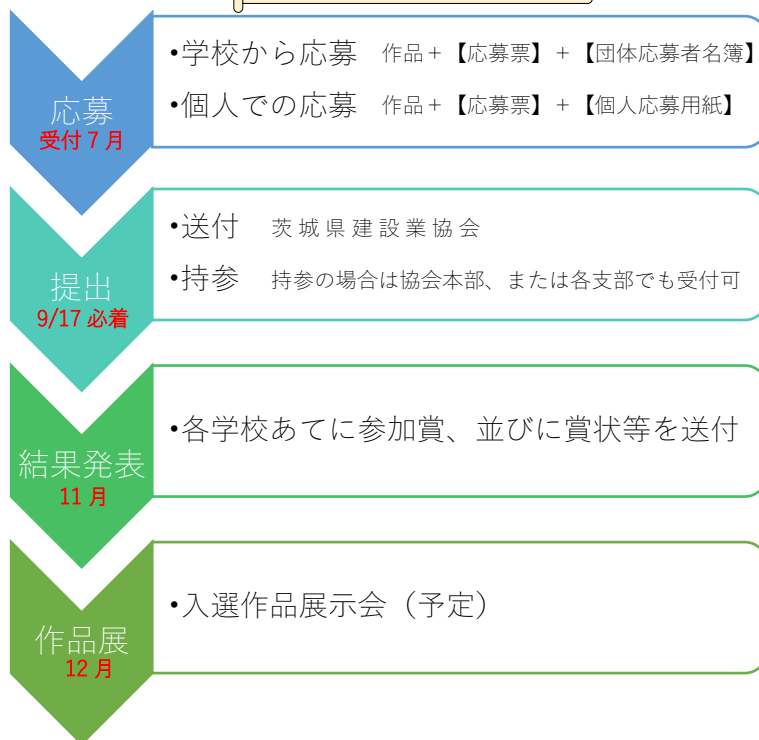 応募
受付7月
•学校から応募 作品+【応募票】+【団体応募者名簿】
•個人での応募 作品+【応募票】+【個人応募用紙】
提出
9/17必着
•送付 茨城県建設業協会
•持参 持参の場合は協会本部、または各支部でも受付可
結果発表
11月
•各学校あてに参加賞、並びに賞状等を送付
作品展
12月
•入選作品展示会（予定）